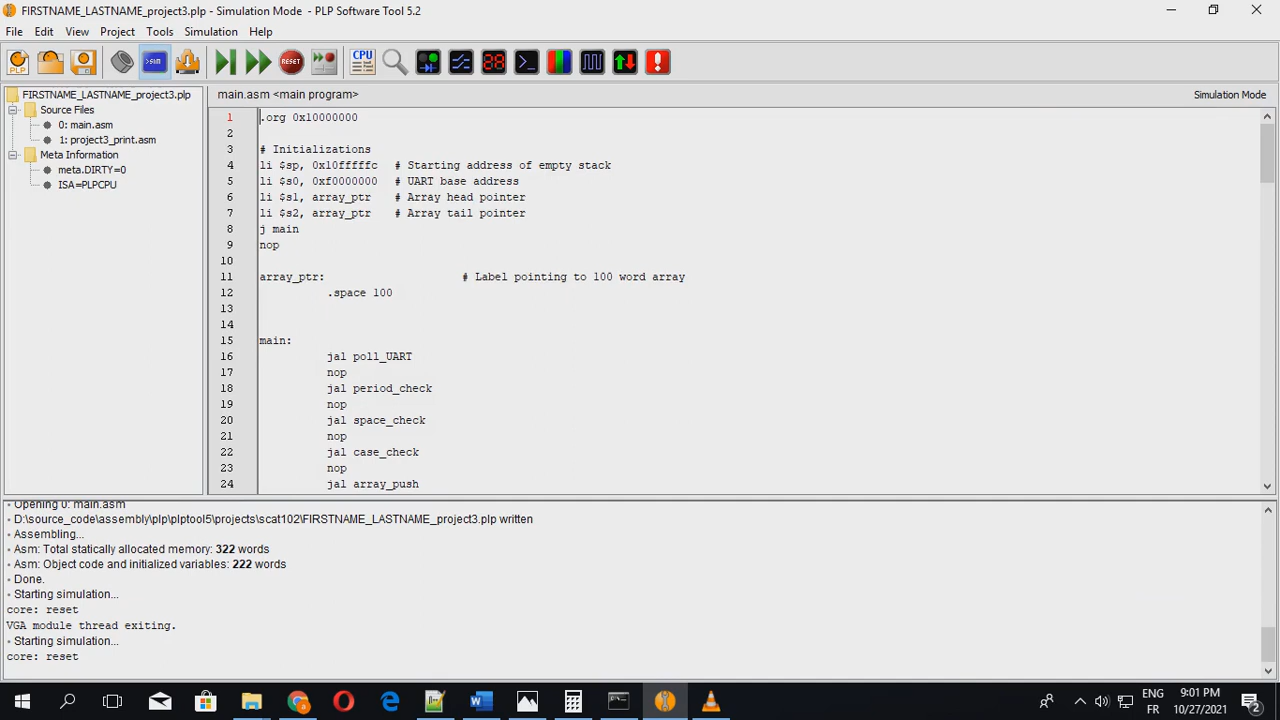 FIRSTNAME_LASTNAME_project3.plp - Simulation Mode - PLP Software Tool 5.2
File Edit View Project Tools Simulation Help
PLP >SIM RESET CPU 88 >_
FIRSTNAME_LASTNAME_project3.plp
Source Files
0: main.asm
1: project3_print.asm
Meta Information
meta.DIRTY=0
ISA=PLPCPU
main.asm <main program> Simulation Mode
1 .org 0x10000000
2
3 # Initializations
4 li $sp, 0x10fffffc # Starting address of empty stack
5 li $s0, 0xf0000000 # UART base address
6 li $s1, array_ptr # Array head pointer
7 li $s2, array_ptr # Array tail pointer
8 j main
9 nop
10
11 array_ptr: # Label pointing to 100 word array
12 .space 100
13
14
15 main:
16 jal poll_UART
17 nop
18 jal period_check
19 nop
20 jal space_check
21 nop
22 jal case_check
23 nop
24 jal array_push
Opening 0: main.asm
D:\source_code\assembly\plp\plptool5\projects\scat102\FIRSTNAME_LASTNAME_project3.plp written
Assembling...
Asm: Total statically allocated memory: 322 words
Asm: Object code and initialized variables: 222 words
Done.
Starting simulation...
core: reset
VGA module thread exiting.
Starting simulation...
core: reset
ENG
FR
9:01 PM
10/27/2021
2